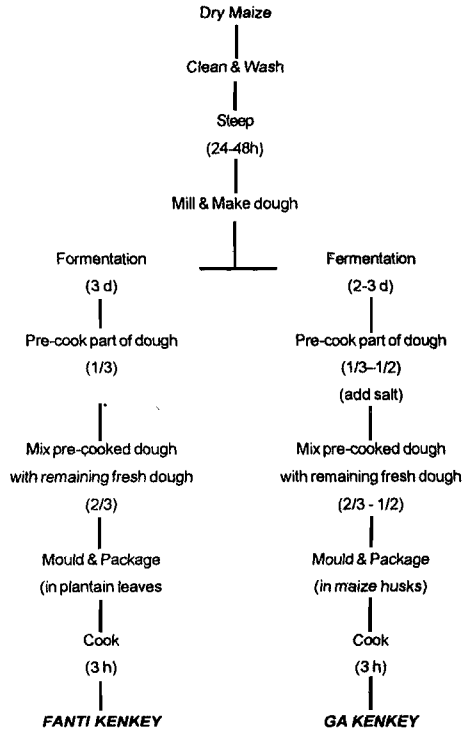 Dry Maize
Clean & Wash
Steep
(24-48h)
Mill & Make dough
Formentation
(3 d)
Pre-cook part of dough
(1/3)
Mix pre-cooked dough
with remaining fresh dough
(2/3)
Mould & Package
(in plantain leaves
Cook
(3 h)
FANTI KENKEY
Fermentation
(2-3 d)
Pre-cook part of dough
(1/3-1/2)
(add salt)
Mix pre-cooked dough
with remaining fresh dough
(2/3 - 1/2)
Mould & Package
(in maize husks)
Cook
(3 h)
GA KENKEY